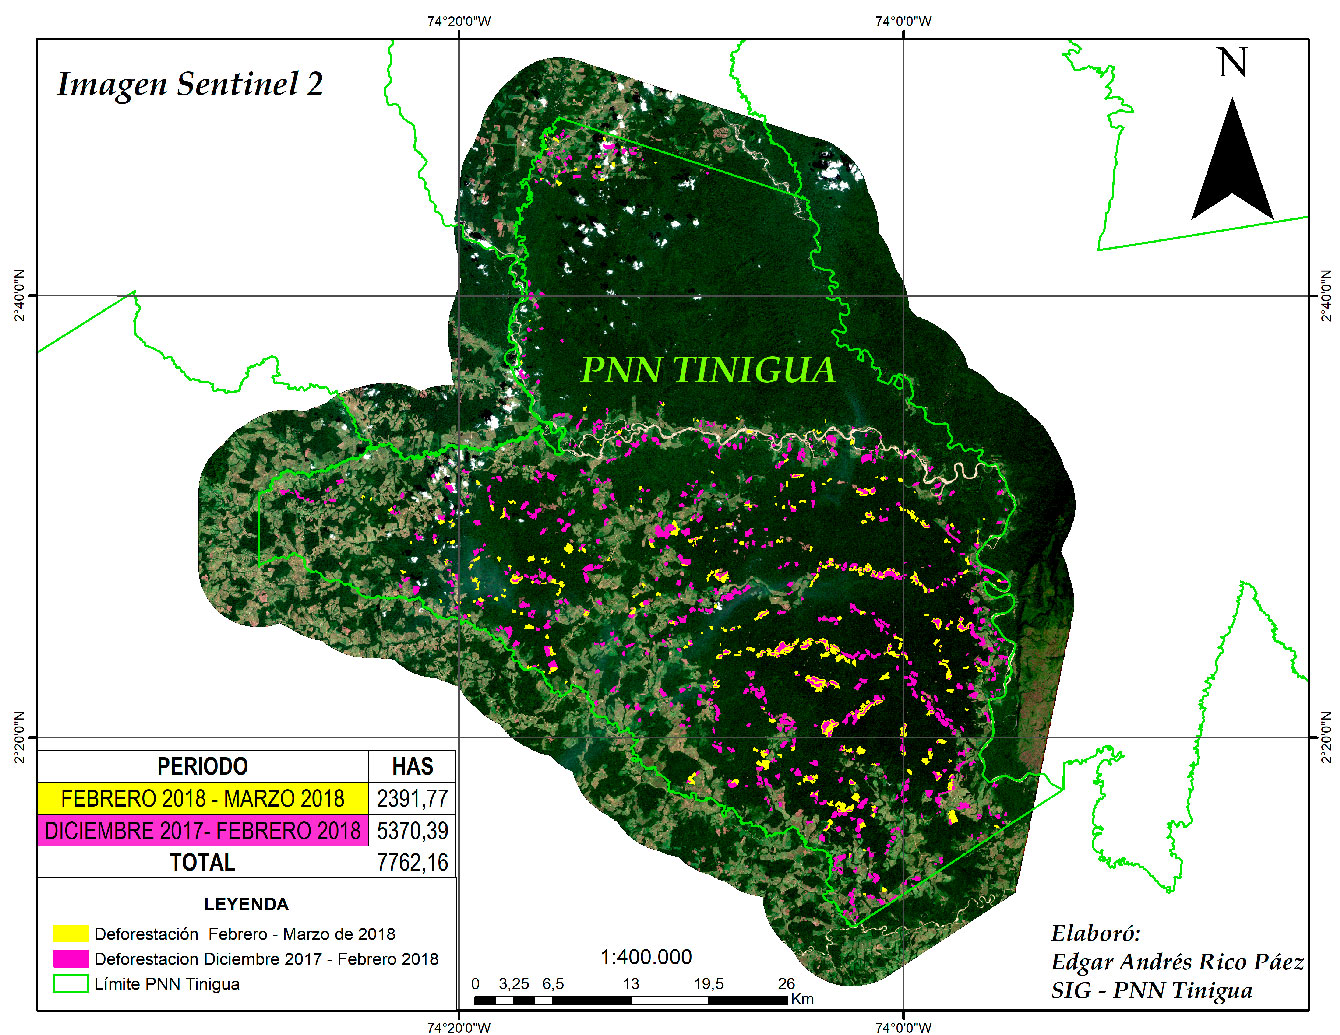 74°20'0"W
74°0'0"W
Imagen Sentinel 2
N
2°40'0"N
2°40'0"N
PNN TINIGUA
2°20'0"N
2°20'0"N
PERIODO HAS
FEBRERO 2018 - MARZO 2018 2391,77
DICIEMBRE 2017- FEBRERO 2018 5370,39
TOTAL 7762,16
LEYENDA
Deforestación Febrero - Marzo de 2018
Deforestacion Diciembre 2017 - Febrero 2018
Límite PNN Tinigua
1:400.000
0 3,25 6,5 13 19,5 26
Km
Elaboró:
Edgar Andrés Rico Páez
SIG - PNN Tinigua
74°20'0"W
74°0'0"W